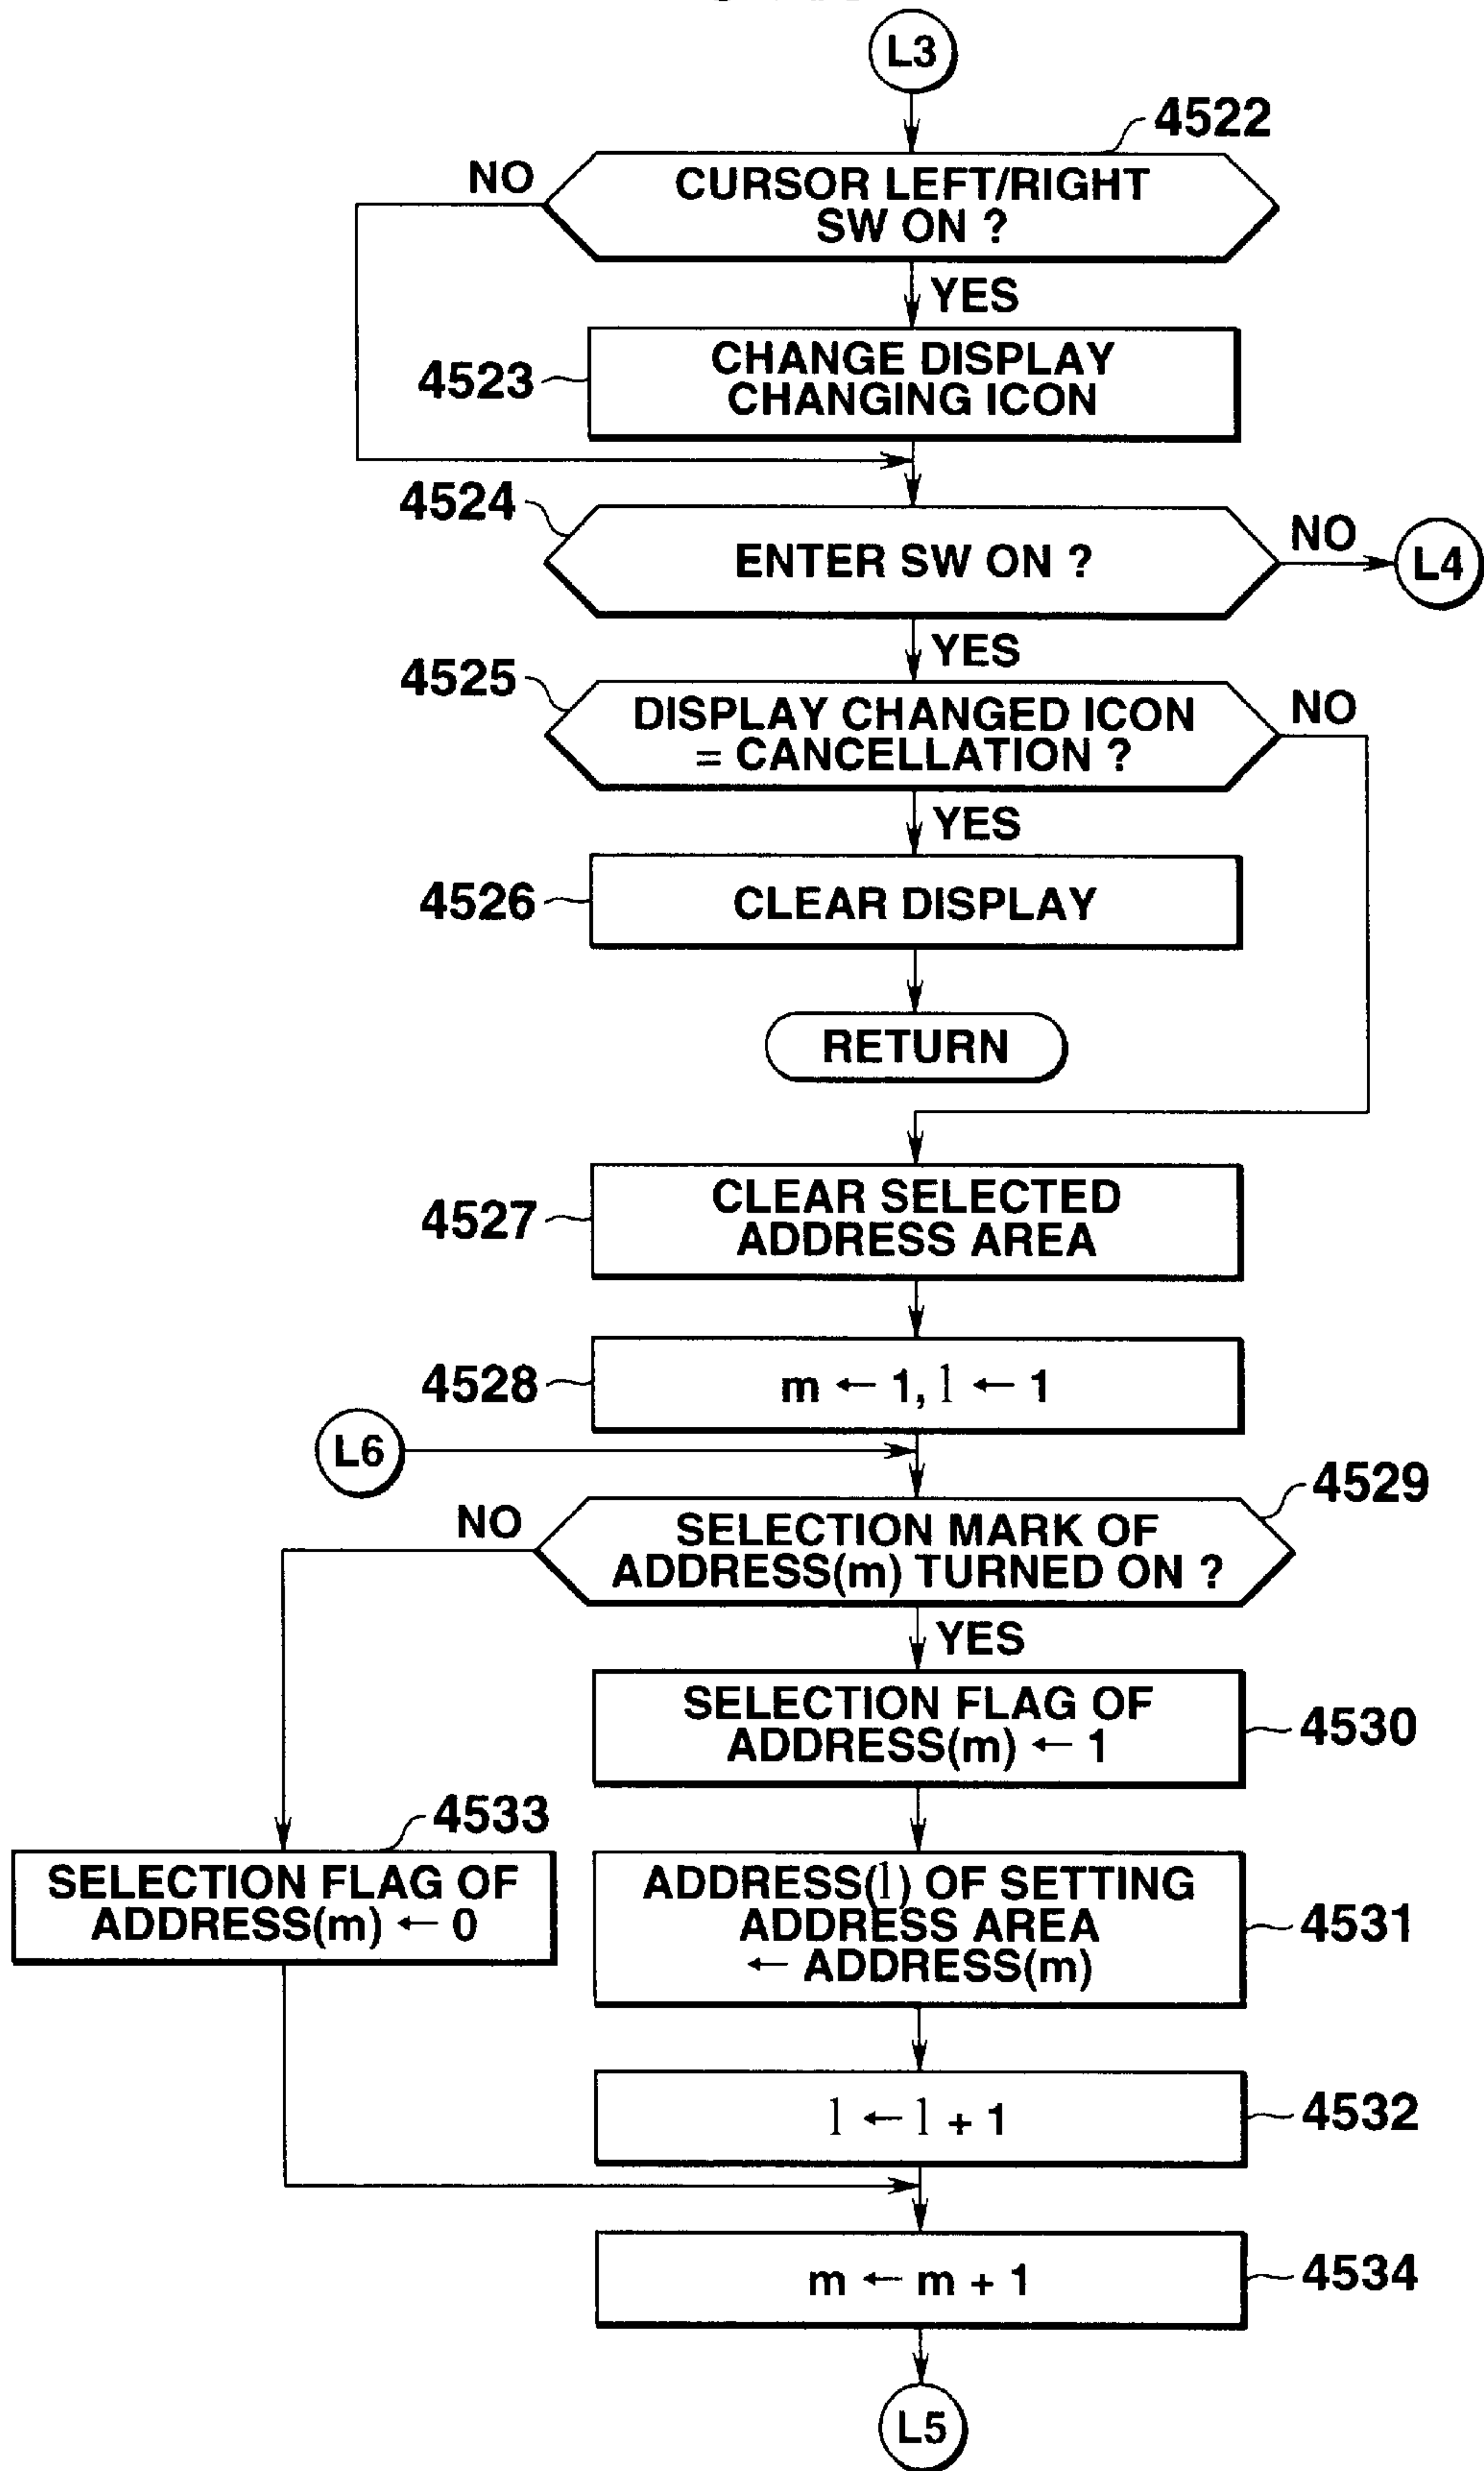 L3
4522
NO
CURSOR LEFT/RIGHT
SW ON ?
YES
4523
CHANGE DISPLAY
CHANGING ICON
4524
ENTER SW ON ?
NO
L4
YES
4525
DISPLAY CHANGED ICON
= CANCELLATION ?
NO
YES
4526
CLEAR DISPLAY
RETURN
4527
CLEAR SELECTED
ADDRESS AREA
4528
m ← 1, l ← 1
L6
4529
NO
SELECTION MARK OF
ADDRESS(m) TURNED ON ?
YES
SELECTION FLAG OF
ADDRESS(m) ← 1
4530
4533
SELECTION FLAG OF
ADDRESS(m) ← 0
ADDRESS(l) OF SETTING
ADDRESS AREA
← ADDRESS(m)
4531
l ← l + 1
4532
m ← m + 1
4534
L5